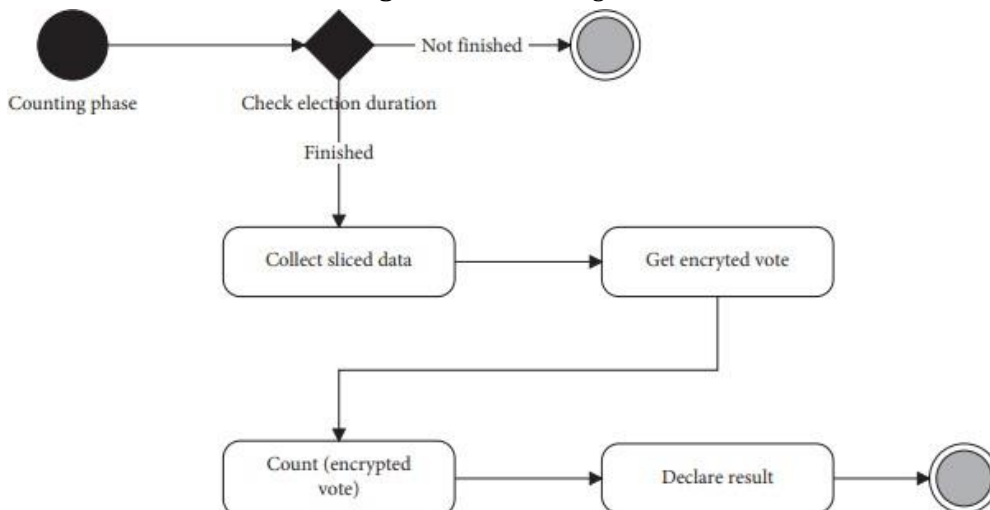 Not finished
Counting phase
Check election duration
Finished
Collect sliced data
Get encryted vote
Count (encrypted
vote)
Declare result